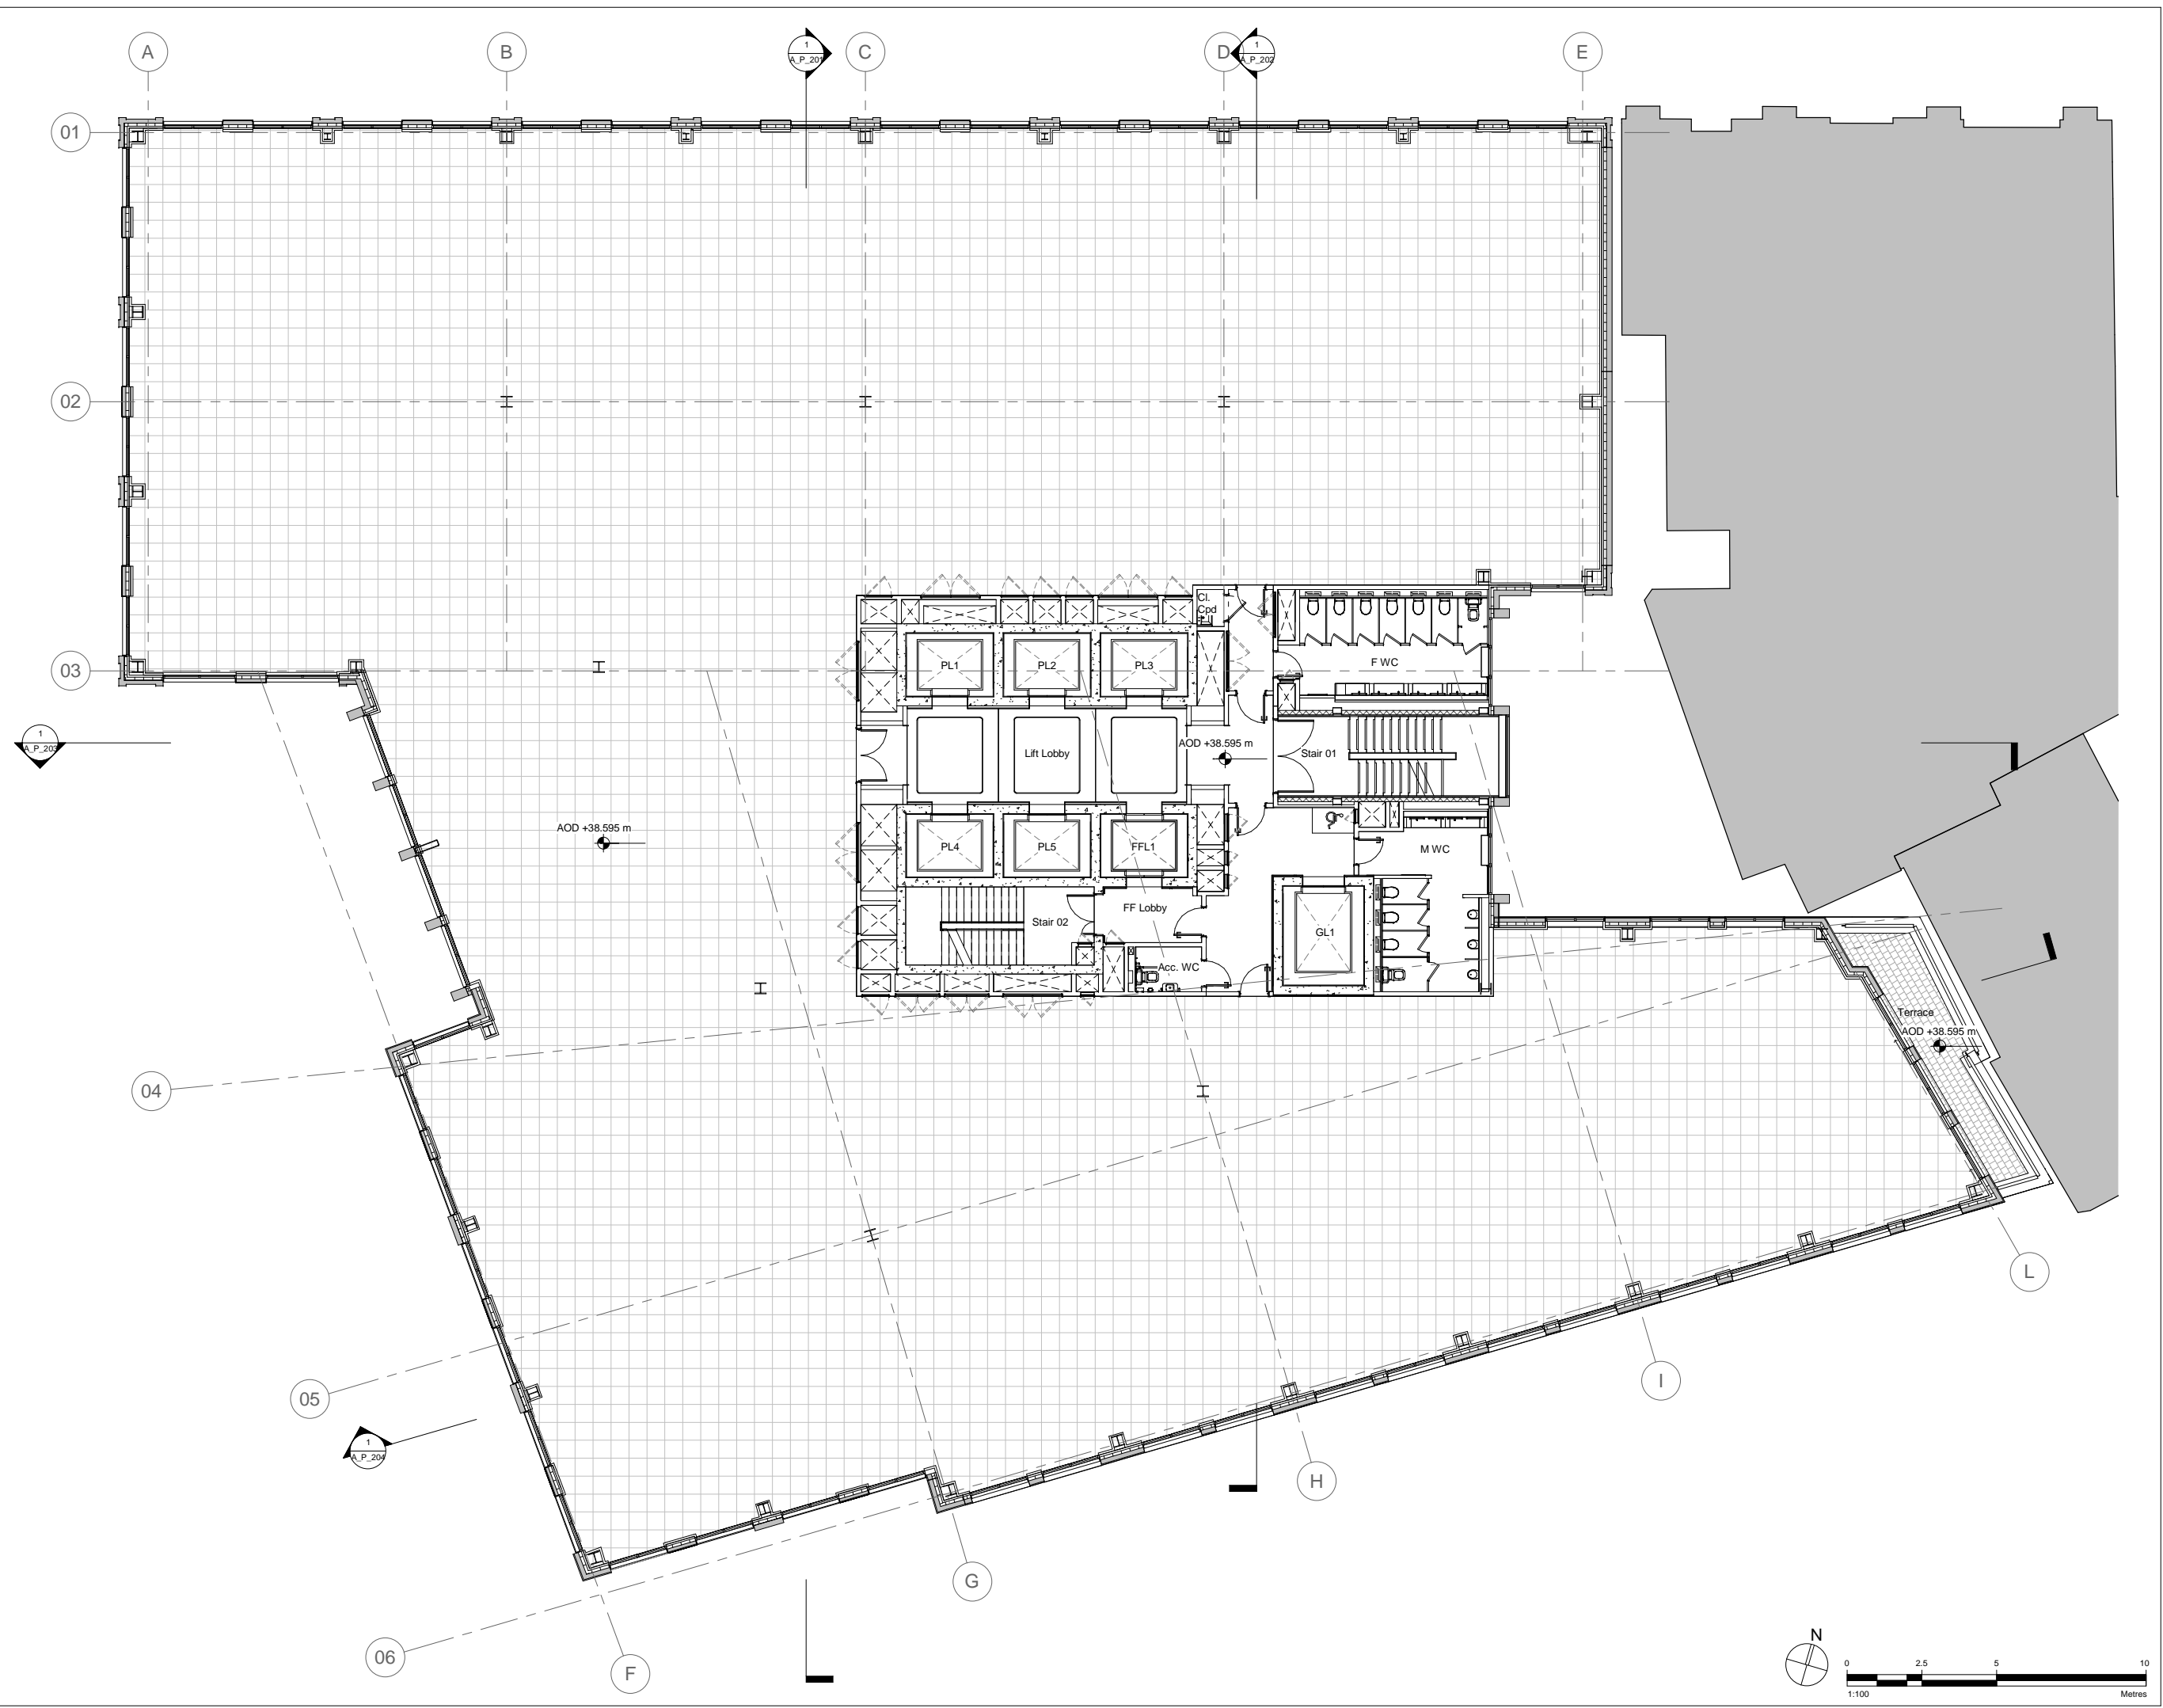 A
B
1
A_P_201
C
D
1
A_P_202
E
01
02
03
Cl.
Cpd
PL1
PL2
PL3
F WC
1
A_P_203
Lift Lobby
AOD +38.595 m
Stair 01
AOD +38.595 m
PL4
PL5
FFL1
M WC
FF Lobby
Stair 02
GL1
Acc. WC
Terrace
AOD +38.595 m
04
05
1
A_P_204
L
I
H
G
F
06
N
0
2.5
5
10
1:100
Metres